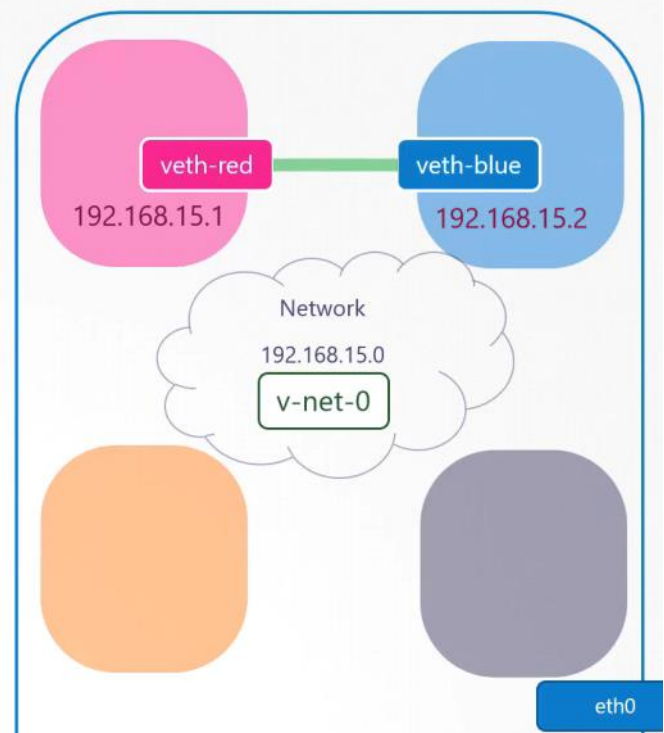 veth-red
veth-blue
192.168.15.1
192.168.15.2
Network
192.168.15.0
v-net-0
eth0